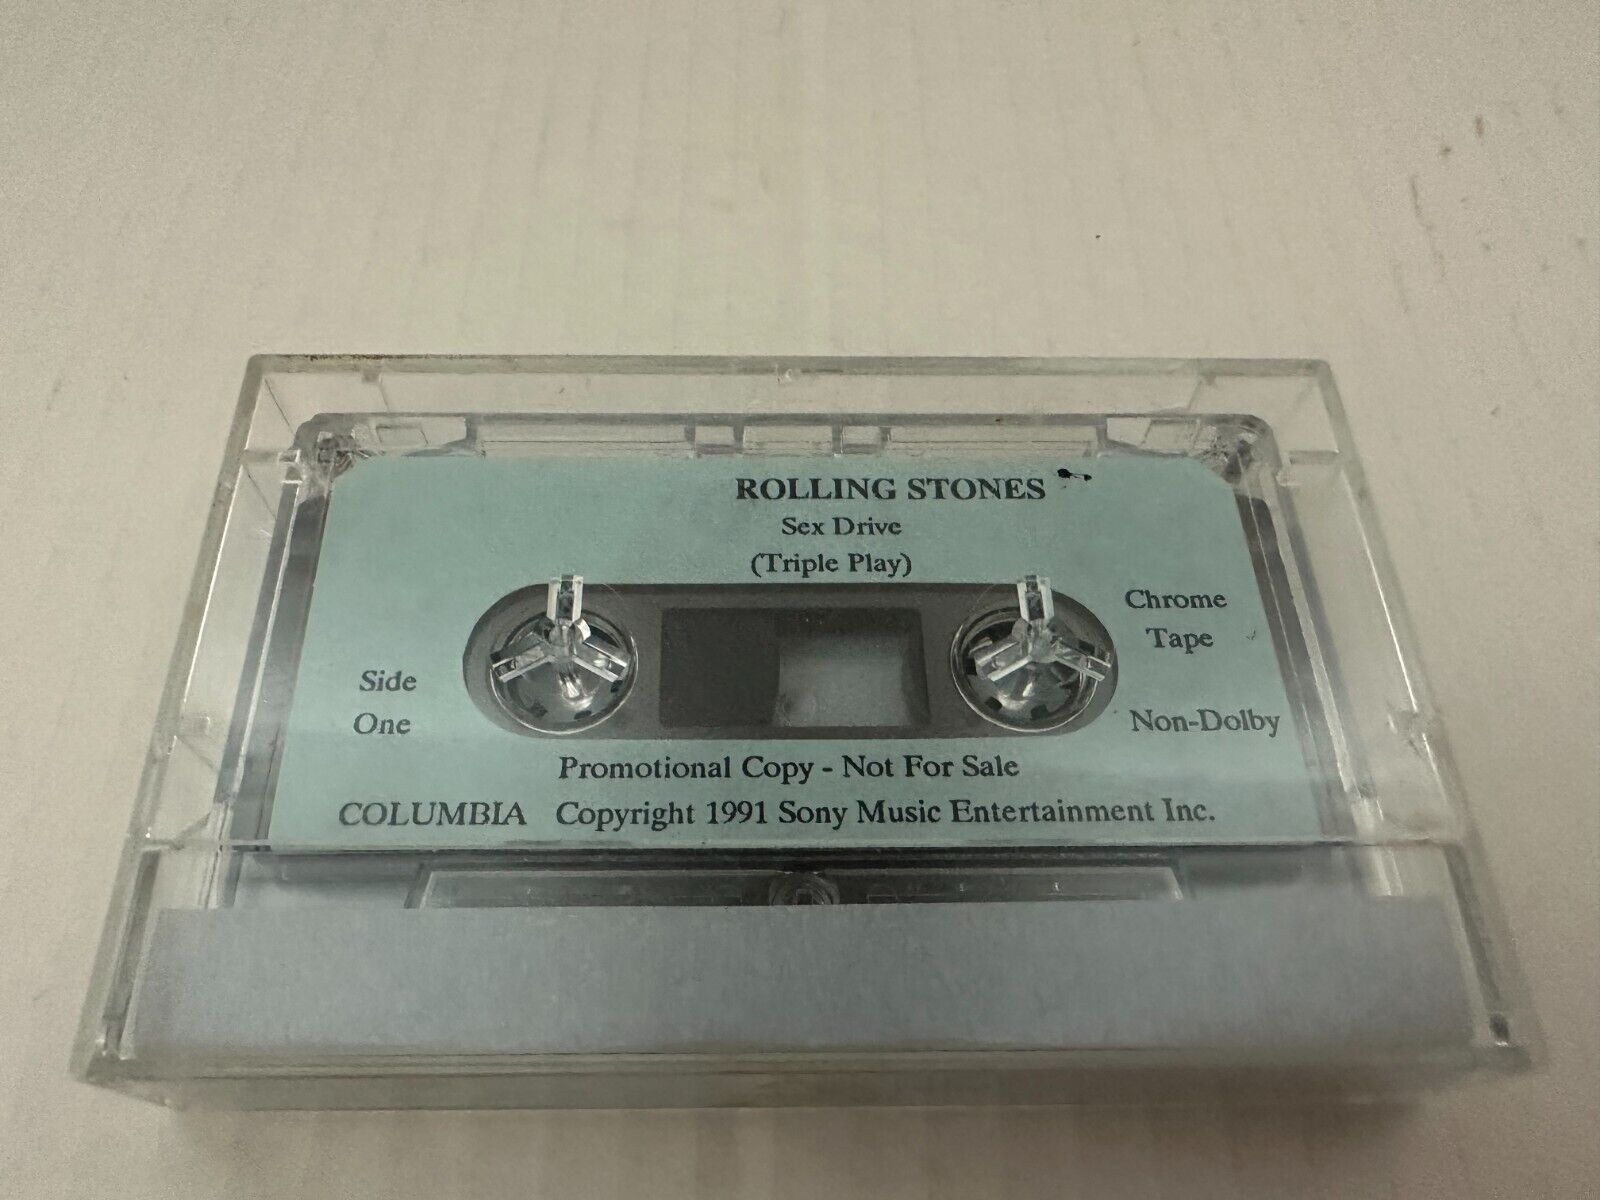 ROLLING STONES
Sex Drive
(Triple Play)
Chrome
Tape
Side
One
Non-Dolby
Promotional Copy - Not For Sale
COLUMBIA Copyright 1991 Sony Music Entertainment Inc.